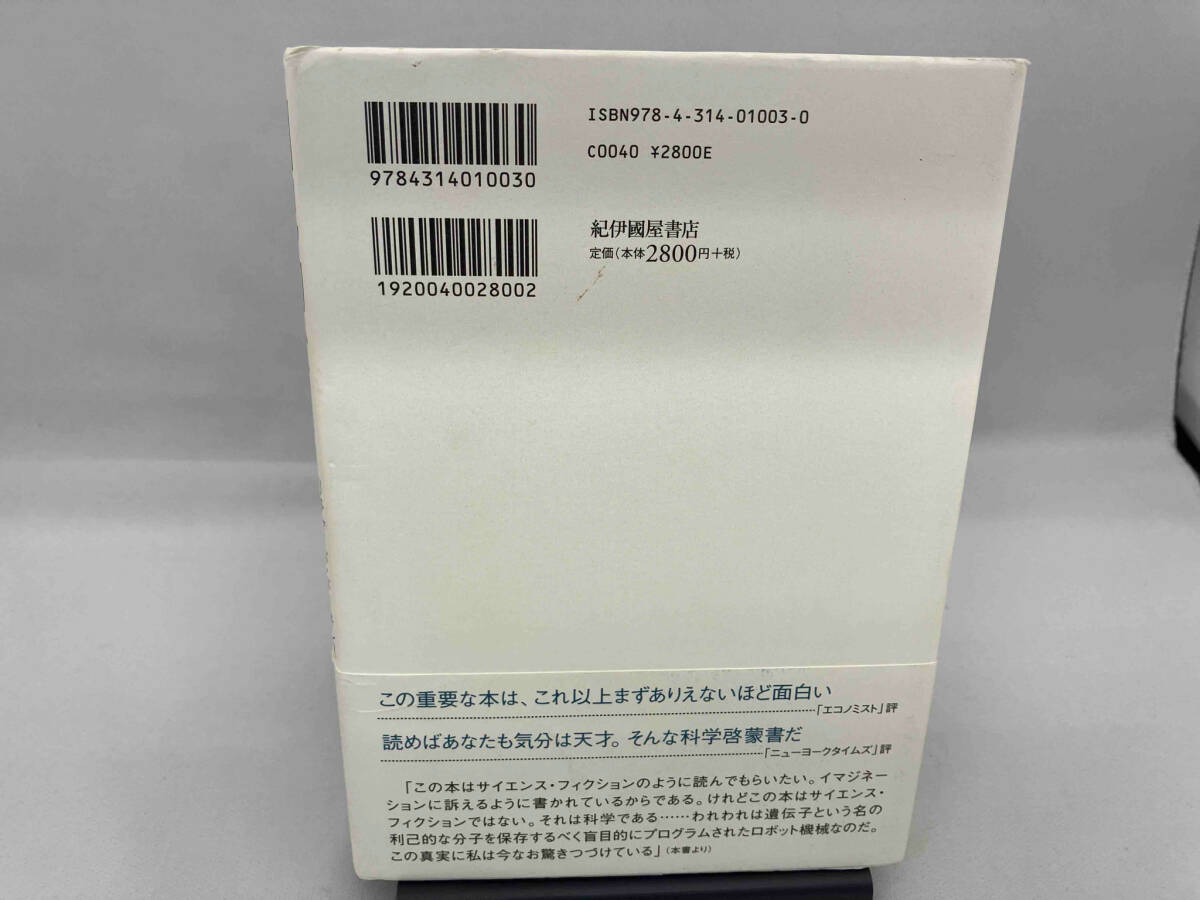 ISBN978-4-314-01003-0
C0040 ¥2800E
9784314010030
紀伊國屋書店
定価(本体2800円+税)
1920040028002
この重要な本は、これ以上まずありえないほど面白い
「エコノミスト」評
読めばあなたも気分は天才。そんな科学啓蒙書だ
「ニューヨークタイムズ」評
「この本はサイエンス・フィクションのように読んでもらいたい。イマジネー
ションに訴えるように書かれているからである。けれどこの本はサイエンス・
フィクションではない。それは科学である……われわれは遺伝子という名の
利己的な分子を保存するべく盲目的にプログラムされたロボット機械なのだ。
この真実に私は今なお驚きつづけている」(本書より)